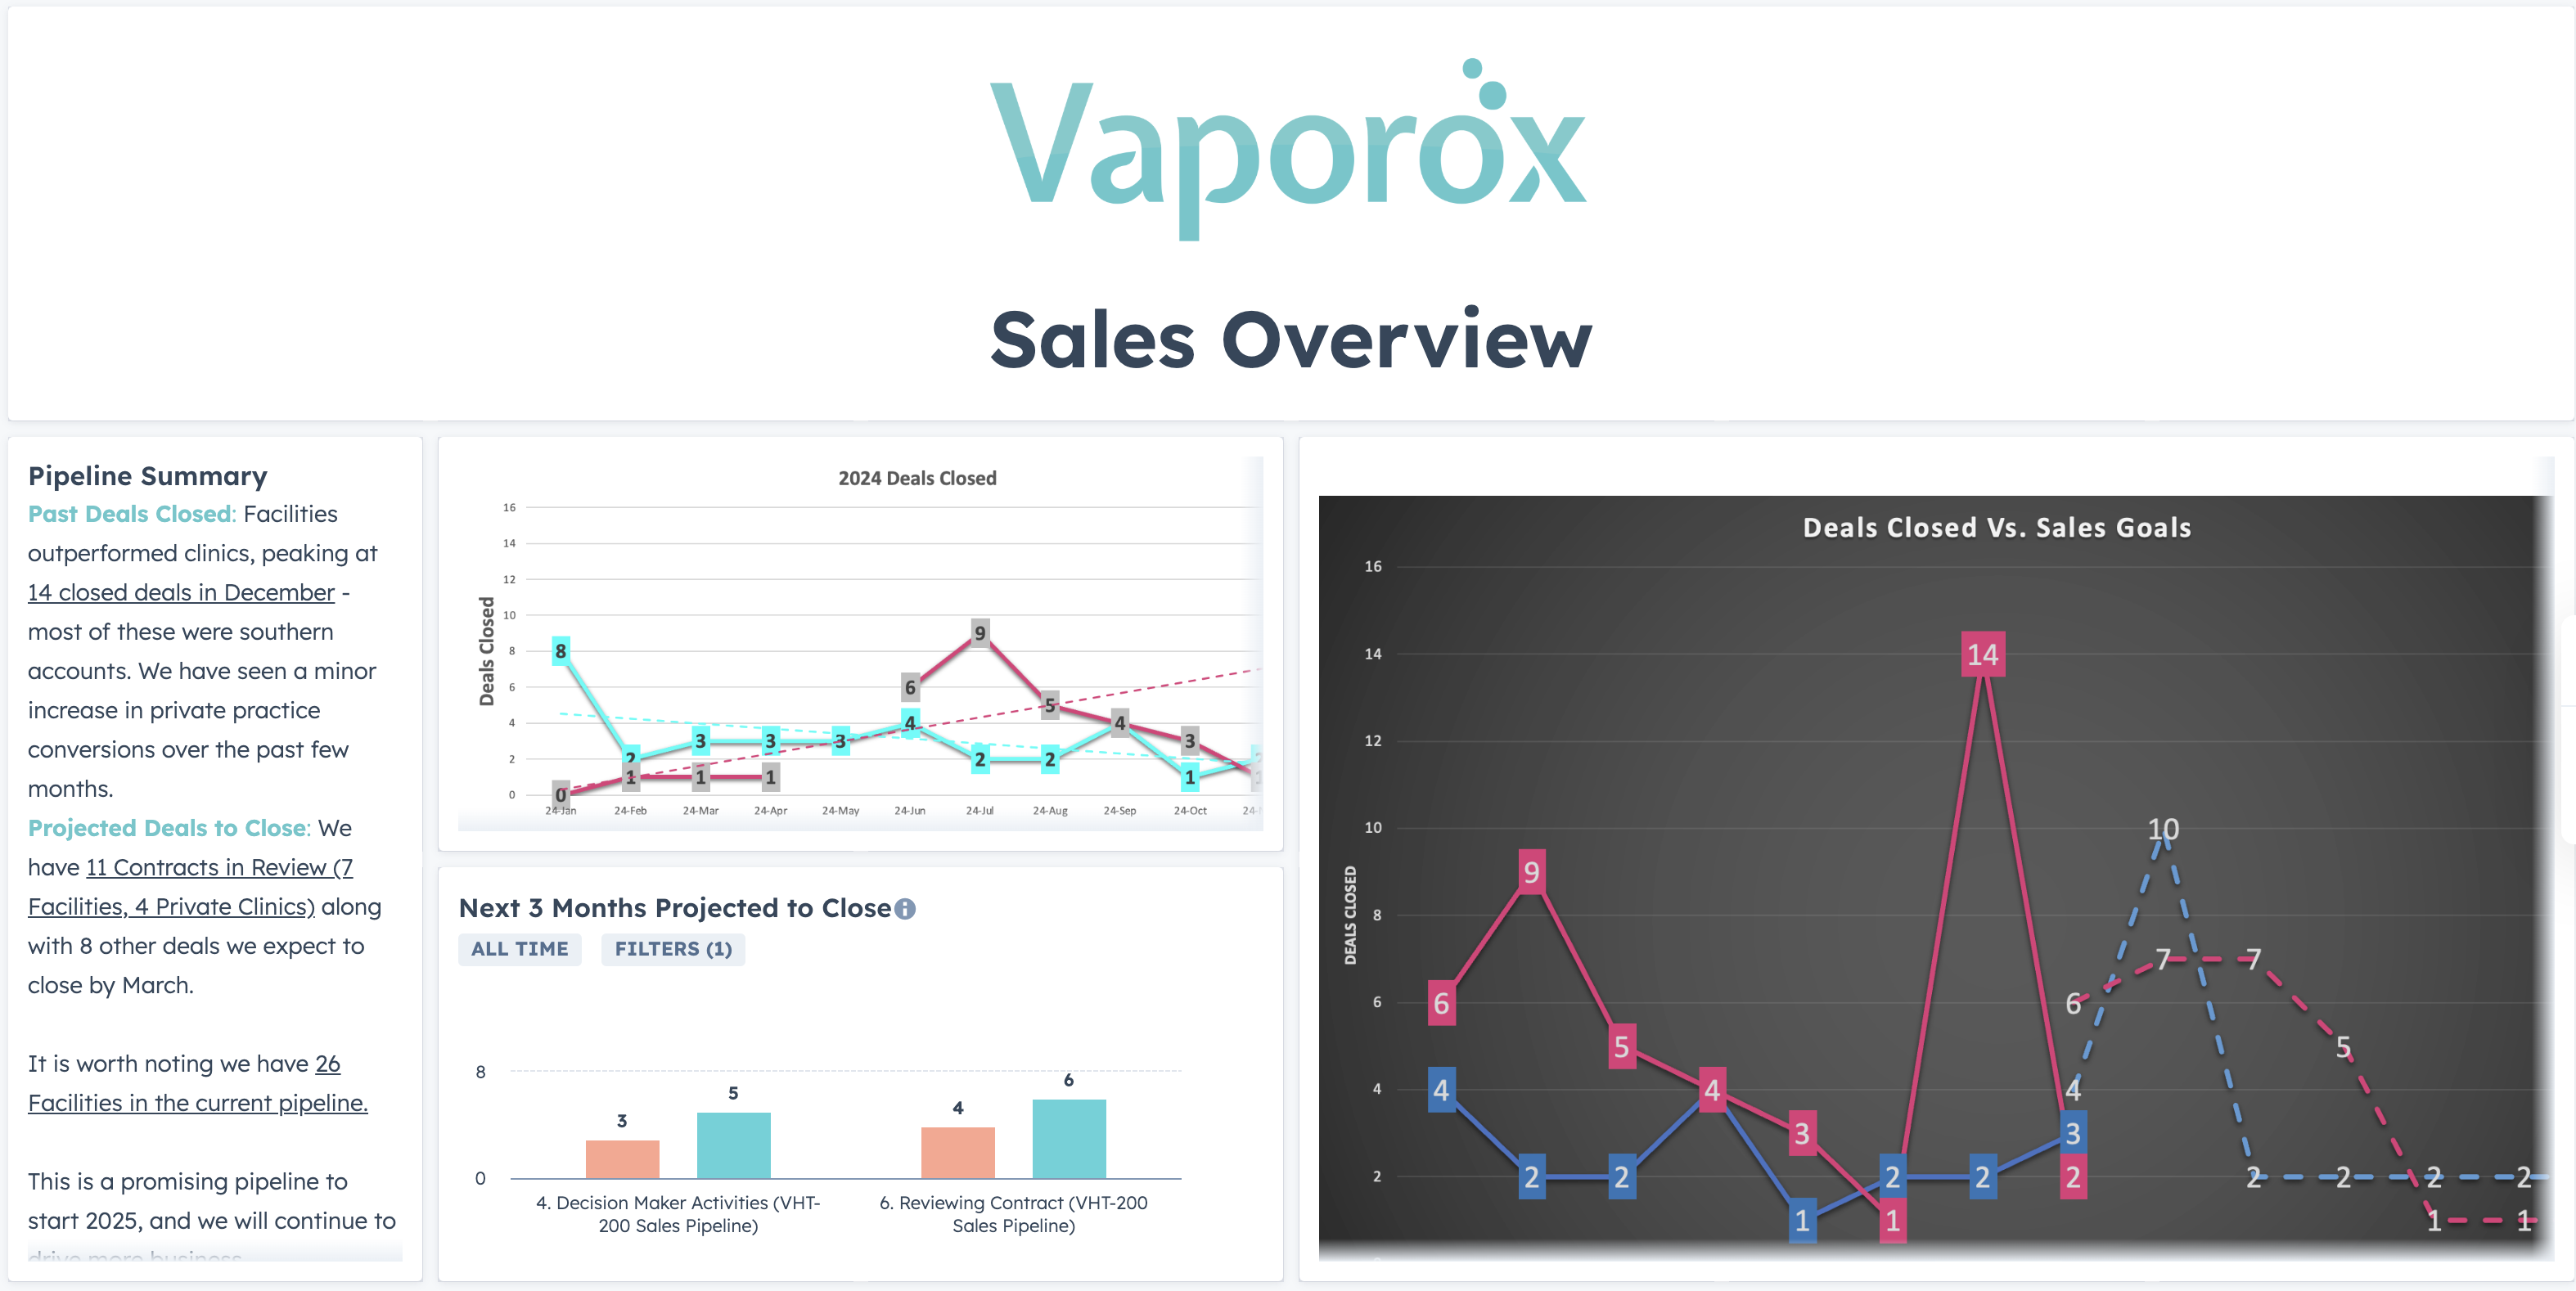 Vaporox
Sales Overview
Pipeline Summary
Past Deals Closed: Facilities
outperformed clinics, peaking at
14 closed deals in December -
most of these were southern
accounts. We have seen a minor
increase in private practice
conversions over the past few
months.
Projected Deals to Close: We
have 11 Contracts in Review (7
Facilities, 4 Private Clinics) along
with 8 other deals we expect to
close by March.
It is worth noting we have 26
Facilities in the current pipeline.
This is a promising pipeline to
start 2025, and we will continue to
drive more business
2024 Deals Closed
Deals Closed
16
14
12
10
8
6
4
2
0
8
2
3
3
3
4
2
2
4
1
2
0
1
1
1
6
9
5
3
1
24-Jan
24-Feb
24-Mar
24-Apr
24-May
24-Jun
24-Jul
24-Aug
24-Sep
24-Oct
24-
Next 3 Months Projected to Close
ALL TIME
FILTERS (1)
8
0
3
5
4
6
4. Decision Maker Activities (VHT-
200 Sales Pipeline)
6. Reviewing Contract (VHT-200
Sales Pipeline)
Deals Closed Vs. Sales Goals
DEALS CLOSED
16
14
12
10
8
6
4
2
6
9
5
4
3
1
14
2
4
2
2
1
2
2
3
6
7
7
5
1
1
4
10
2
2
2
2